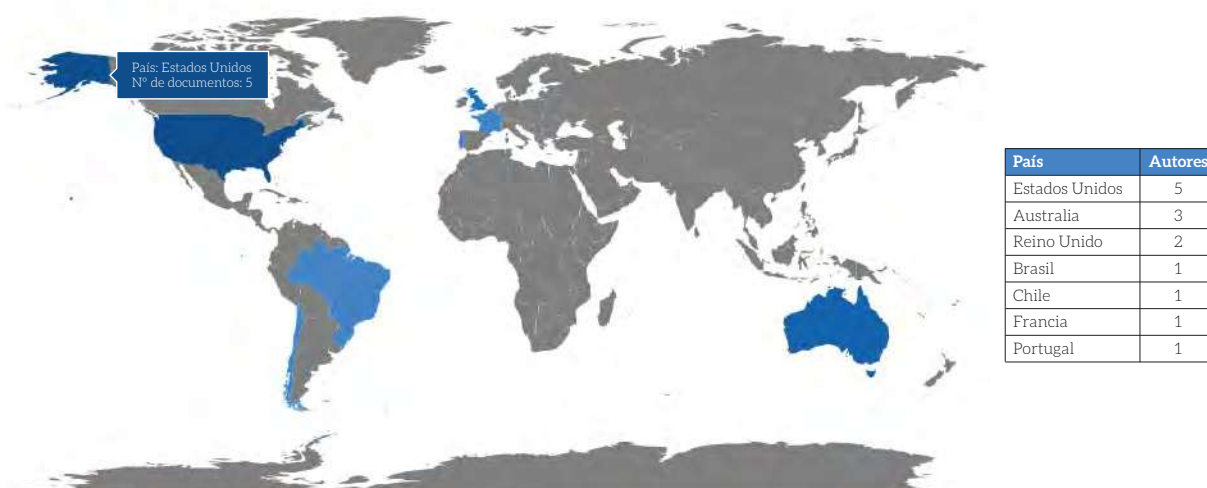 País: Estados Unidos
N° de documentos: 5
País Autores
Estados Unidos 5
Australia 3
Reino Unido 2
Brasil 1
Chile 1
Francia 1
Portugal 1